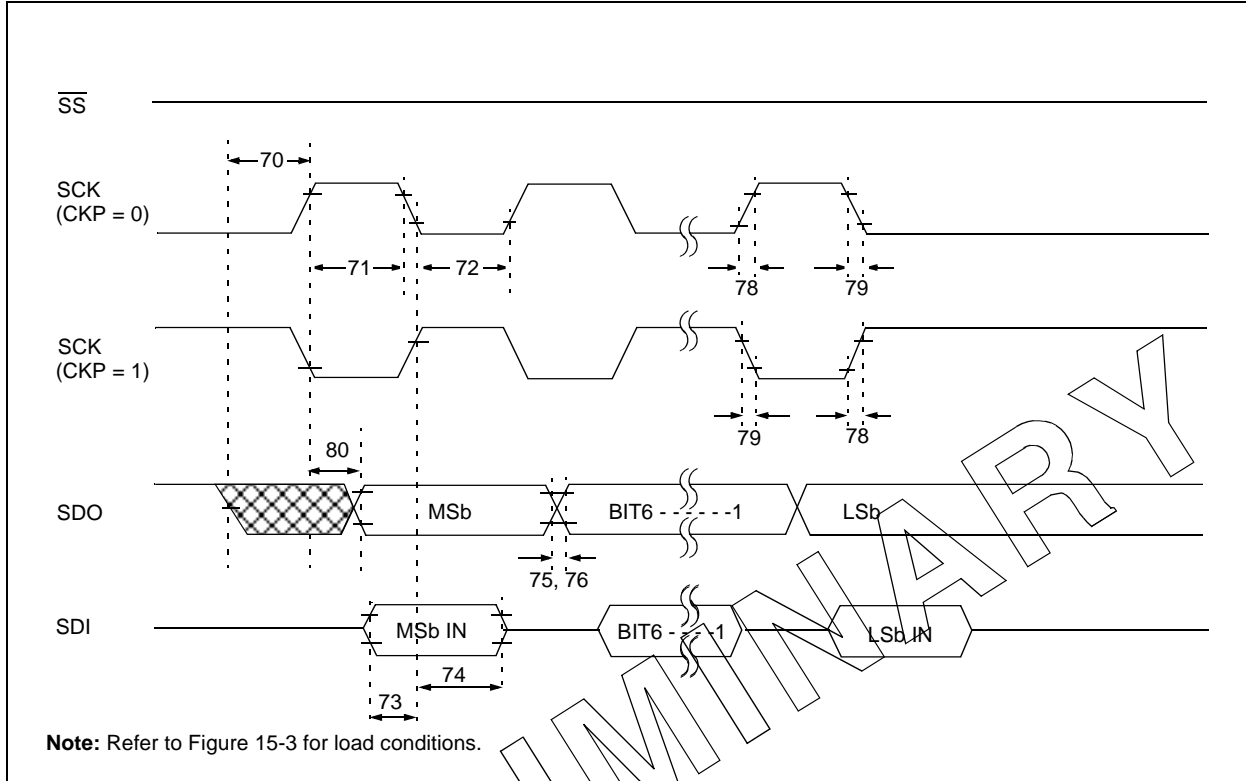 SS
70
SCK
(CKP = 0)
71
72
78
79
SCK
(CKP = 1)
79
78
80
SDO
MSb
BIT6 - - - - - -1
LSb
75, 76
SDI
MSb IN
BIT6 - - - -1
LSb IN
74
73
Note: Refer to Figure 15-3 for load conditions.
IMINARY